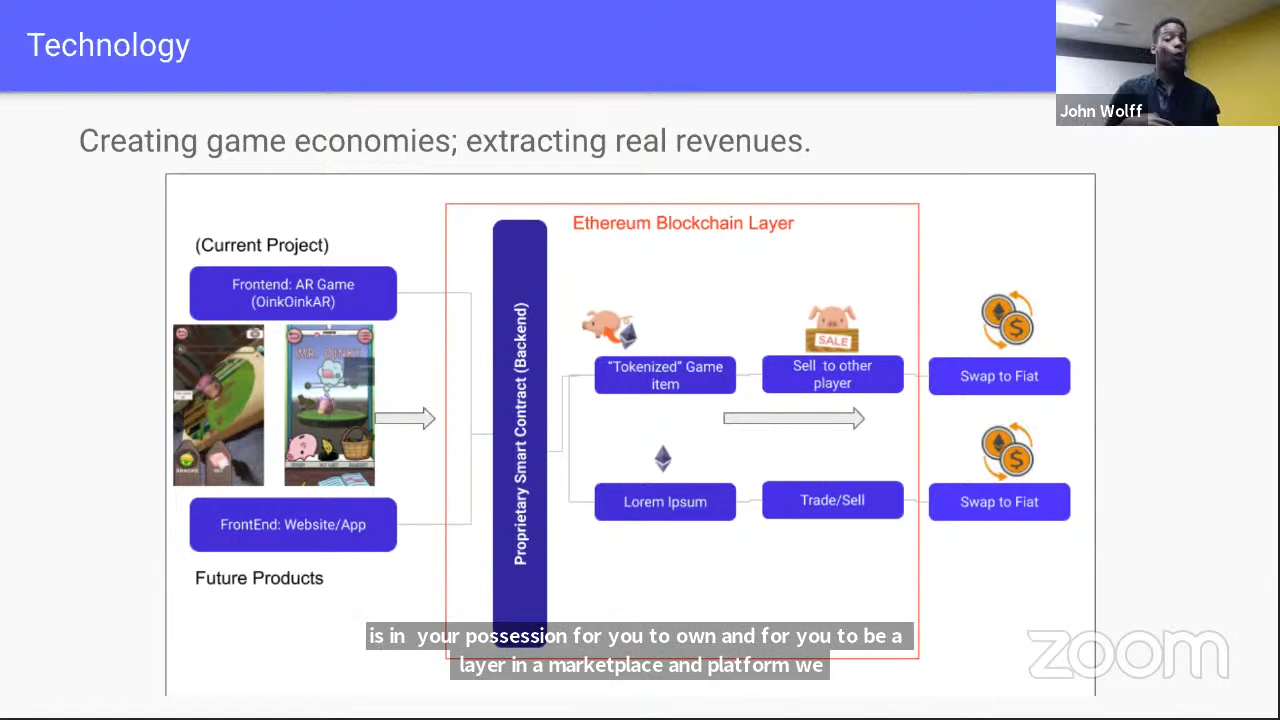 Technology
John Wolff
Creating game economies; extracting real revenues.
Ethereum Blockchain Layer
(Current Project)
Frontend: AR Game
(OinkOinkAR)
MR. OINK
Proprietary Smart Contract (Backend)
SALE
"Tokenized" Game
item
Sell to other
player
Swap to Fiat
SNACKS
Lorem Ipsum
Trade/Sell
Swap to Fiat
FrontEnd: Website/App
Future Products
is in your possession for you to own and for you to be a
layer in a marketplace and platform we
zoom